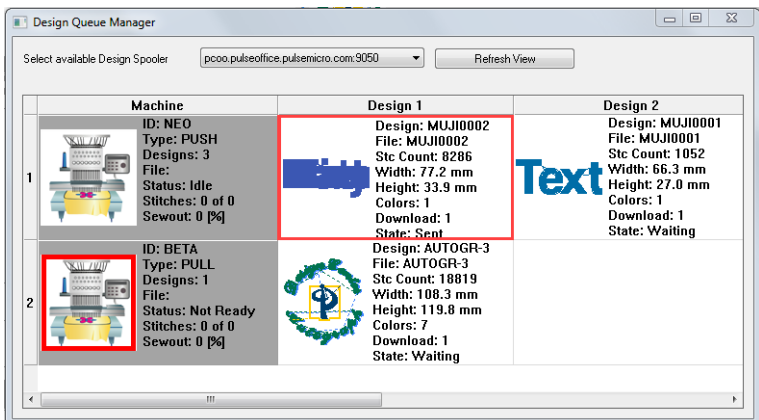 Design Queue Manager
Select available Design Spooler
pcoo.pulseoffice.pulsemicro.com:9050
Refresh View
Machine
Design 1
Design 2
1
ID: NEO
Type: PUSH
Designs: 3
File:
Status: Idle
Stitches: 0 of 0
Sewout: 0 [%]
Design: MUJI0002
File: MUJI0002
Stc Count: 8286
Width: 77.2 mm
Height: 33.9 mm
Colors: 1
Download: 1
State: Sent
Text
Design: MUJI0001
File: MUJI0001
Stc Count: 1052
Width: 66.3 mm
Height: 27.0 mm
Colors: 1
Download: 1
State: Waiting
2
ID: BETA
Type: PULL
Designs: 1
File:
Status: Not Ready
Stitches: 0 of 0
Sewout: 0 [%]
Design: AUTOGR-3
File: AUTOGR-3
Stc Count: 18819
Width: 108.3 mm
Height: 119.8 mm
Colors: 7
Download: 1
State: Waiting